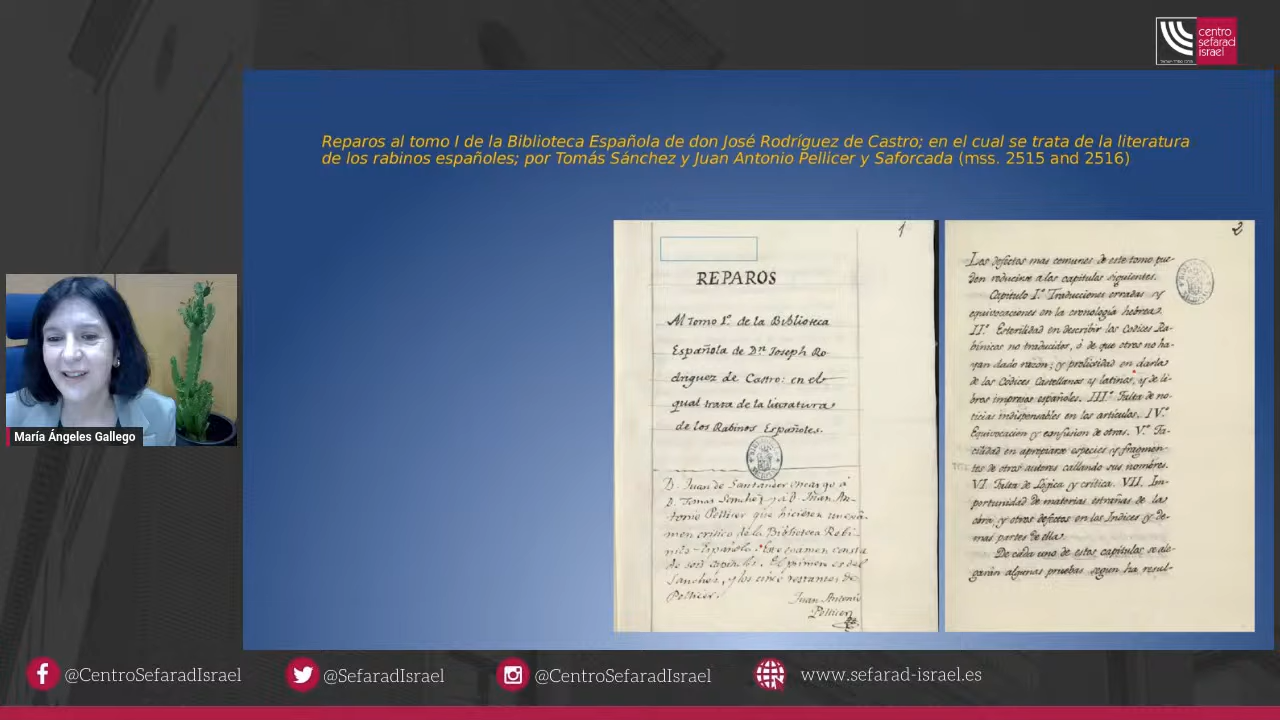 centro
sefarad
israel
Reparos al tomo I de la Biblioteca Española de don José Rodríguez de Castro; en el cual se trata de la literatura
de los rabinos españoles; por Tomás Sánchez y Juan Antonio Pellicer y Saforcada (mss. 2515 and 2516)
1
REPAROS
Al Tomo 1º. de la Biblioteca
Española de Dn. Joseph Ro-
driguez de Castro: en el
qual trata de la literatura
de los Rabinos Españoles.
D. Juan de Santander encargó á
D. Tomas Sanchez y á D. Juan An-
tonio Pellicer que hiciesen un exa-
men critico de la Biblioteca Rabi-
nico-Española. Este examen consta
de seis capitulos. El primero es del
Sanchez, y los cinco restantes de
Pellicer.
Juan Antonio
Pellicer
2
Los defectos mas comunes de este tomo pue-
den reducirse a los capitulos siguientes.
Capitulo I.º Traducciones erradas y
equivocaciones en la cronologia hebrea.
II.º Esterilidad en describir los Codices Ra-
binicos no traducidos, ó de que otros no ha-
yan dado razon; y prolixidad en darla
de los Codices Castellanos y latinos, y de li-
bros impresos españoles. III.º Falta de no-
ticias indispensables en los articulos. IV.º
Equivocacion y confusion de otras. V.º Fa-
cilidad en apropiarse especies y fragmen-
tos de otros autores callando sus nombres.
VI. Falta de Lógica y critica. VII. Im-
portunidad de materias estrañas de la
obra, y otros defectos en los Indices y de-
mas partes de ella.
De cada uno de estos capitulos se ale-
garán algunas pruebas segun ha resul-
María Ángeles Gallego
@CentroSefaradIsrael
@SefaradIsrael
@CentroSefaradIsrael
www.sefarad-israel.es